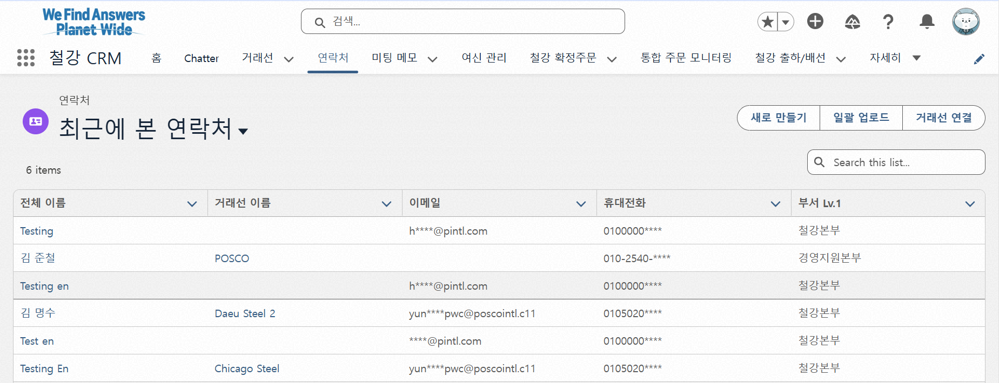 We Find Answers
Planet Wide
검색...
철강 CRM 홈 Chatter 거래선 연락처 미팅 메모 여신 관리 철강 확정주문 통합 주문 모니터링 철강 출하/배선 자세히
연락처
최근에 본 연락처
새로 만들기 일괄 업로드 거래선 연결
6 items
Search this list...
전체 이름 거래선 이름 이메일 휴대전화 부서 Lv.1
Testing h****@pintl.com 0100000**** 철강본부
김 준철 POSCO 010-2540-**** 경영지원본부
Testing en h****@pintl.com 0100000**** 철강본부
김 명수 Daeu Steel 2 yun****pwc@poscointl.c11 0105020**** 철강본부
Test en ****@pintl.com 0100000**** 철강본부
Testing En Chicago Steel yun****pwc@poscointl.c11 0105020**** 철강본부